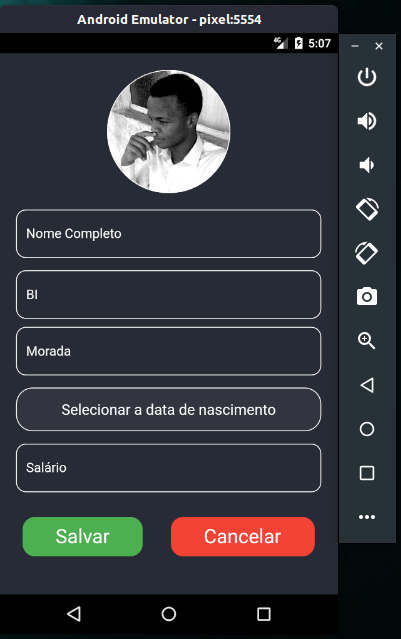 Android Emulator - pixel:5554
4G 5:07
Nome Completo
BI
Morada
Selecionar a data de nascimento
Salário
Salvar
Cancelar